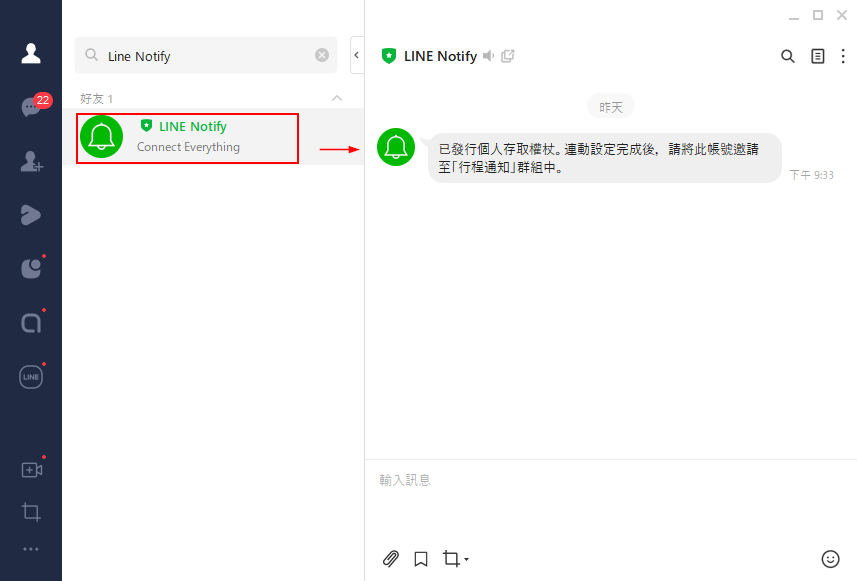 22
LINE
Line Notify
好友 1
LINE Notify
Connect Everything
LINE Notify
昨天
已發行個人存取權杖。連動設定完成後，請將此帳號邀請
至「行程通知」群組中。
下午 9:33
輸入訊息